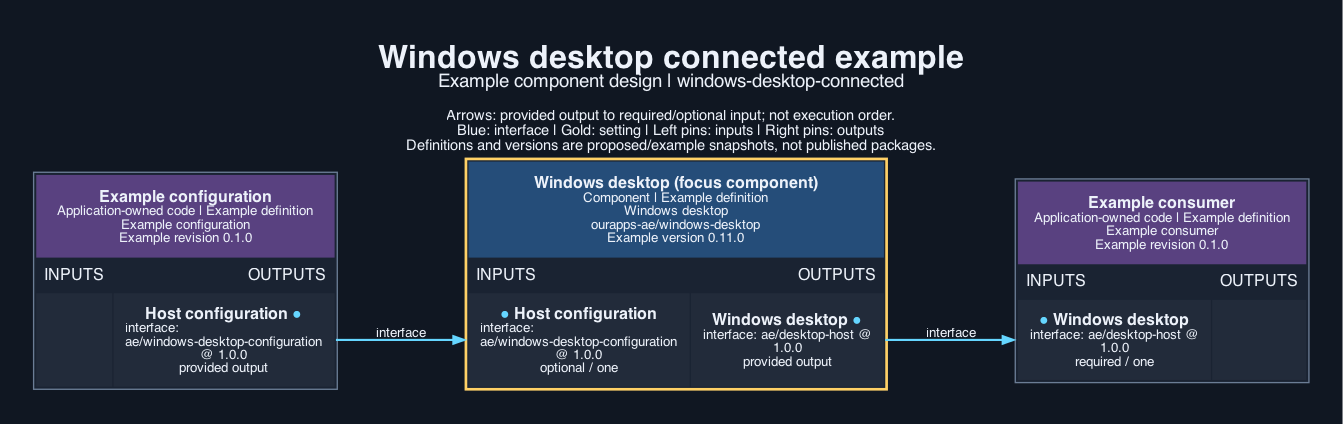 Windows desktop connected example
Example component design | windows-desktop-connected
Arrows: provided output to required/optional input; not execution order.
Blue: interface | Gold: setting | Left pins: inputs | Right pins: outputs
Definitions and versions are proposed/example snapshots, not published packages.
Example configuration
Application-owned code | Example definition
Example configuration
Example revision 0.1.0
INPUTS
OUTPUTS
Host configuration
interface:
ae/windows-desktop-configuration
@ 1.0.0
provided output
interface
Windows desktop (focus component)
Component | Example definition
Windows desktop
ourapps-ae/windows-desktop
Example version 0.11.0
INPUTS
OUTPUTS
Host configuration
interface:
ae/windows-desktop-configuration
@ 1.0.0
optional / one
Windows desktop
interface: ae/desktop-host @
1.0.0
provided output
interface
Example consumer
Application-owned code | Example definition
Example consumer
Example revision 0.1.0
INPUTS
OUTPUTS
Windows desktop
interface: ae/desktop-host @
1.0.0
required / one